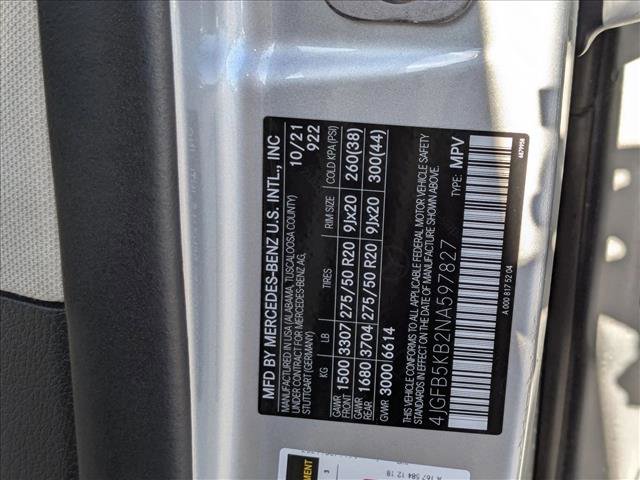 MFD BY MERCEDES-BENZ U.S. INTL., INC 10/21
MANUFACTURED IN USA (ALABAMA, TUSCALOOSA COUNTY) 922
UNDER CONTRACT FOR MERCEDES-BENZ AG,
STUTTGART (GERMANY)
KG LB TIRES RIM SIZE COLD KPA (PSI)
GAWR FRONT 1500 3307 275/50 R20 9Jx20 260(38)
GAWR REAR 1680 3704 275/50 R20 9Jx20 300(44)
GVWR 3000 6614
THIS VEHICLE CONFORMS TO ALL APPLICABLE FEDERAL MOTOR VEHICLE SAFETY
STANDARDS IN EFFECT ON THE DATE OF MANUFACTURE SHOWN ABOVE.
4JGFB5KB2NA597827 TYPE: MPV
A 000 817 52 04 687958
A 167 584 12 18
3